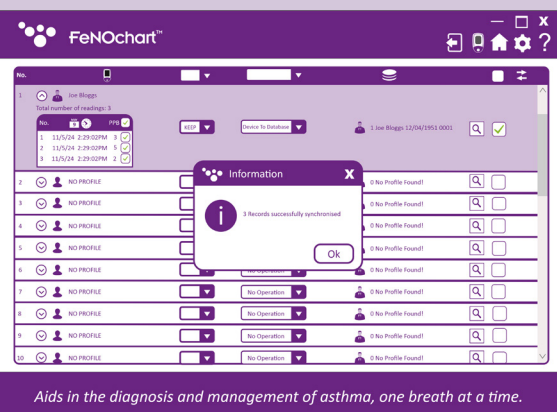 FeNOchart™
No.
1 Joe Bloggs
Total number of readings: 3
No. PPB
1 11/5/24 2:29:02PM 3
2 11/5/24 2:29:02PM 5
3 11/5/24 2:29:02PM 2
KEEP Device To Database 1 Joe Bloggs 12/04/1951 0001
Information X
3 Records successfully synchronised
Ok
2 NO PROFILE 0 No Profile Found!
3 NO PROFILE 0 No Profile Found!
4 NO PROFILE 0 No Profile Found!
5 NO PROFILE 0 No Profile Found!
6 NO PROFILE No Operation 0 No Profile Found!
7 NO PROFILE No Operation 0 No Profile Found!
8 NO PROFILE No Operation 0 No Profile Found!
9 NO PROFILE No Operation 0 No Profile Found!
10 NO PROFILE No Operation 0 No Profile Found!
Aids in the diagnosis and management of asthma, one breath at a time.